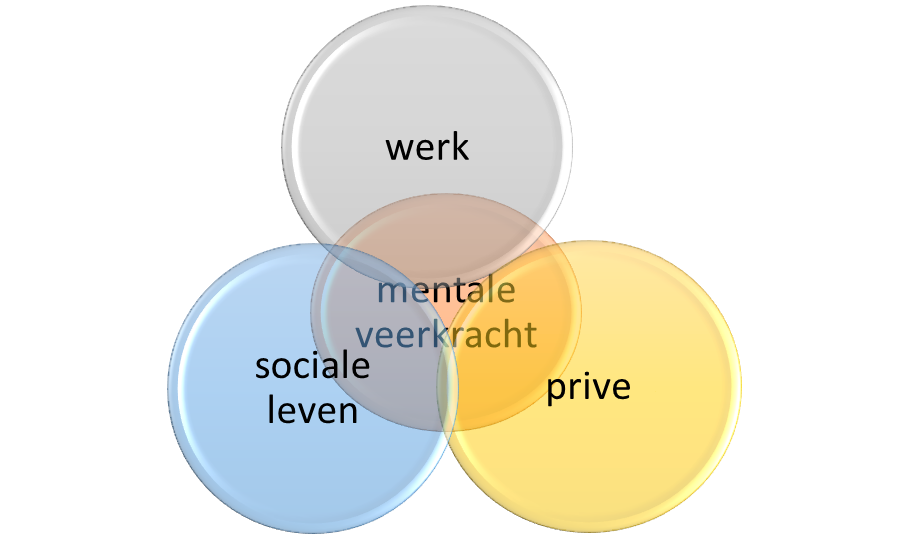 werk
mentale
veerkracht
sociale
leven
prive